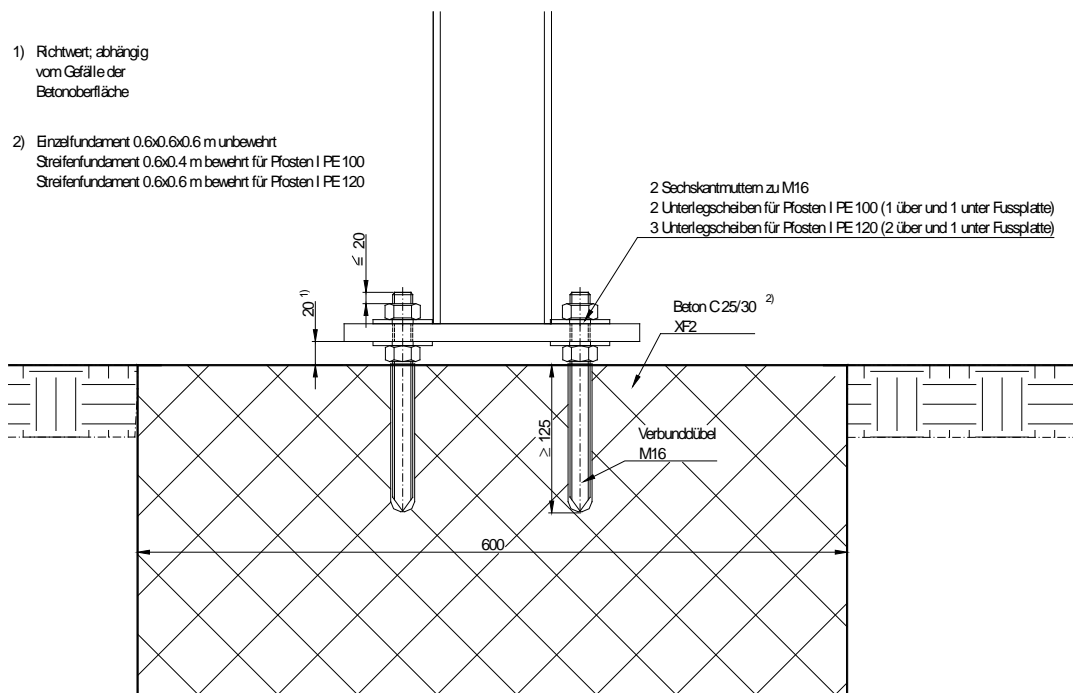 1) Richtwert; abhängig
vom Gefälle der
Betonoberfläche
2) Einzelfundament 0.6x0.6x0.6 m unbewehrt
Streifenfundament 0.6x0.4 m bewehrt für Pfosten I PE 100
Streifenfundament 0.6x0.6 m bewehrt für Pfosten I PE 120
2 Sechskantmuttern zu M16
2 Unterlegscheiben für Pfosten I PE 100 (1 über und 1 unter Fussplatte)
3 Unterlegscheiben für Pfosten I PE 120 (2 über und 1 unter Fussplatte)
≤ 20
20 1)
Beton C 25/30 2)
XF2
≥ 125
Verbunddübel
M16
600